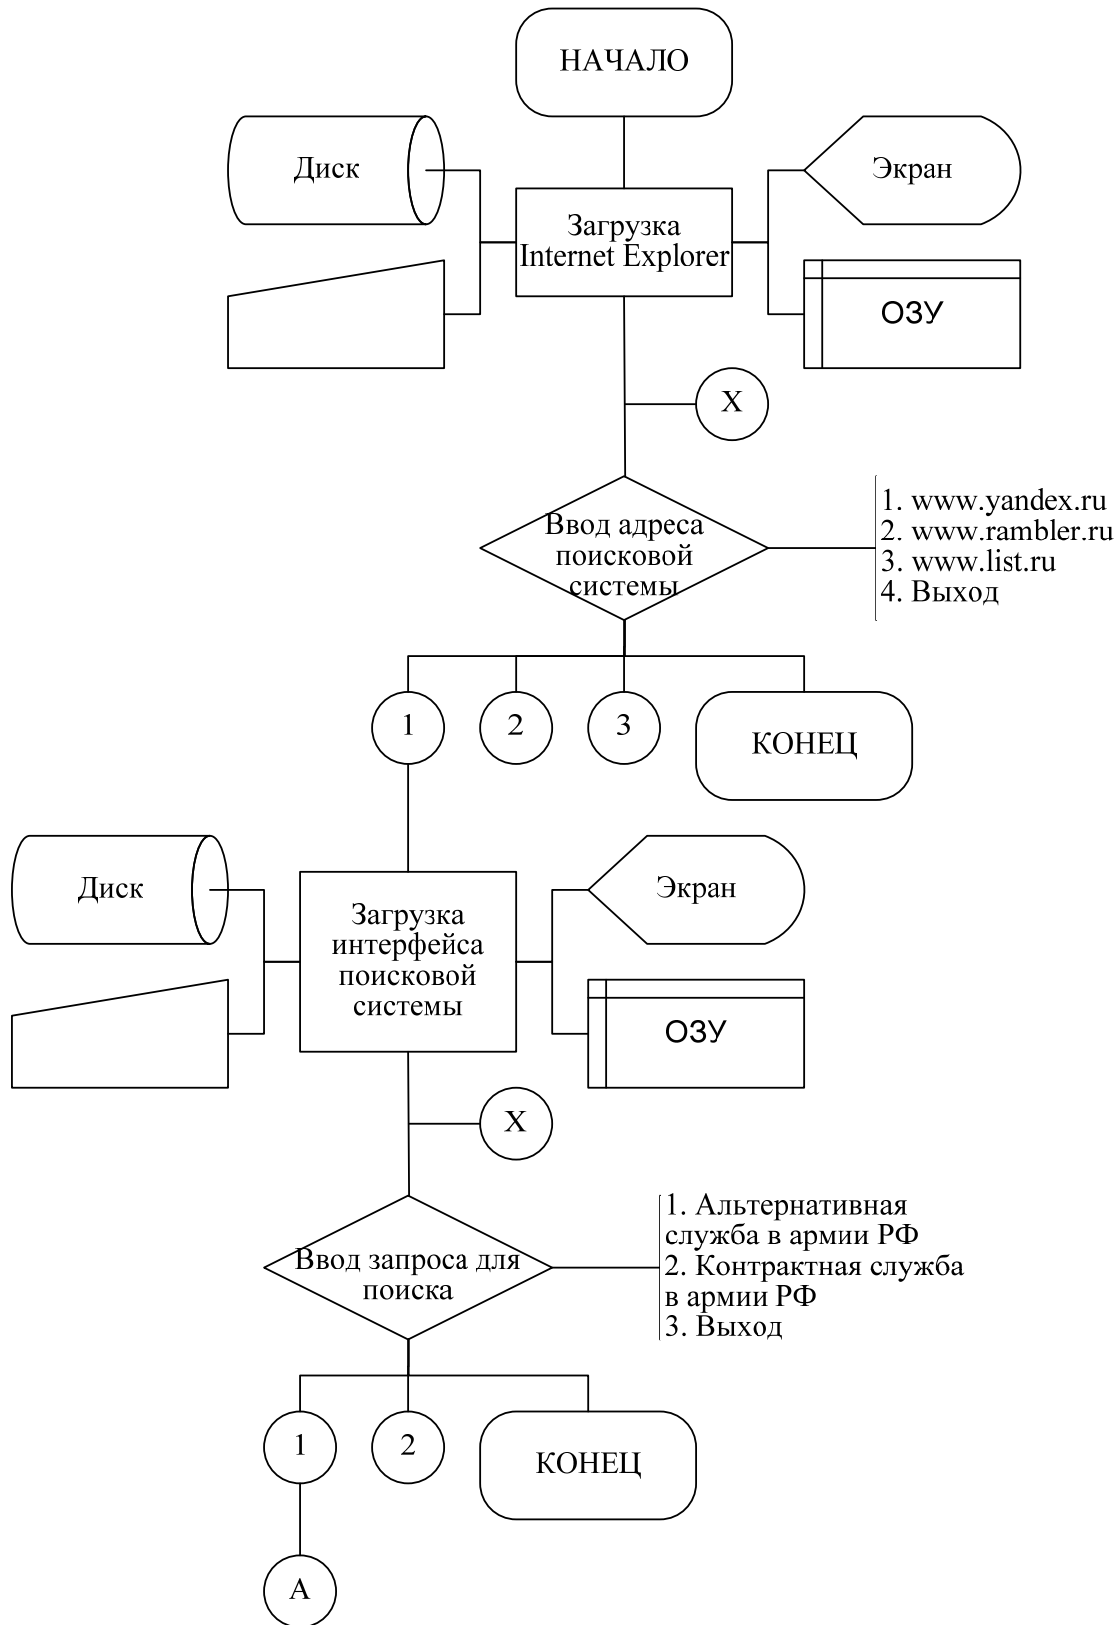 НАЧАЛО
Диск
Экран
Загрузка
Internet Explorer
ОЗУ
X
Ввод адреса
поисковой
системы
1. www.yandex.ru
2. www.rambler.ru
3. www.list.ru
4. Выход
1
2
3
КОНЕЦ
Диск
Экран
Загрузка
интерфейса
поисковой
системы
ОЗУ
X
Ввод запроса для
поиска
1. Альтернативная
служба в армии РФ
2. Контрактная служба
в армии РФ
3. Выход
1
2
КОНЕЦ
А